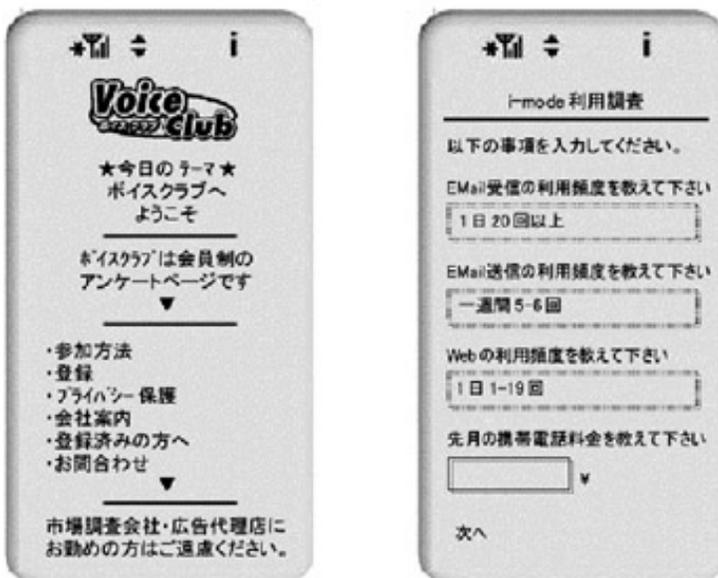 i
Voice
Club
★今日のテーマ★
ボイスクラブへ
ようこそ
ボイスクラブは会員制の
アンケートページです
▼
・参加方法
・登録
・プライバシー保護
・会社案内
・登録済みの方へ
・お問合わせ
▼
市場調査会社・広告代理店に
お勤めの方はご遠慮ください。
i
i-mode 利用調査
以下の事項を入力してください。
EMail受信の利用頻度を教えて下さい
1日20回以上
EMail送信の利用頻度を教えて下さい
一週間5-6回
Webの利用頻度を教えて下さい
1日1-19回
先月の携帯電話料金を教えて下さい
¥
次へ